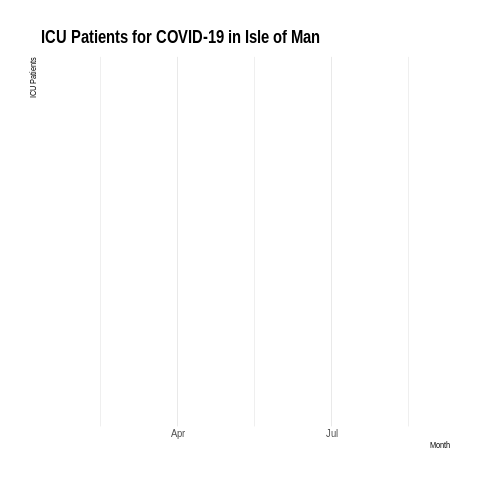 ICU Patients for COVID-19 in Isle of Man
ICU Patients
Apr
Jul
Month